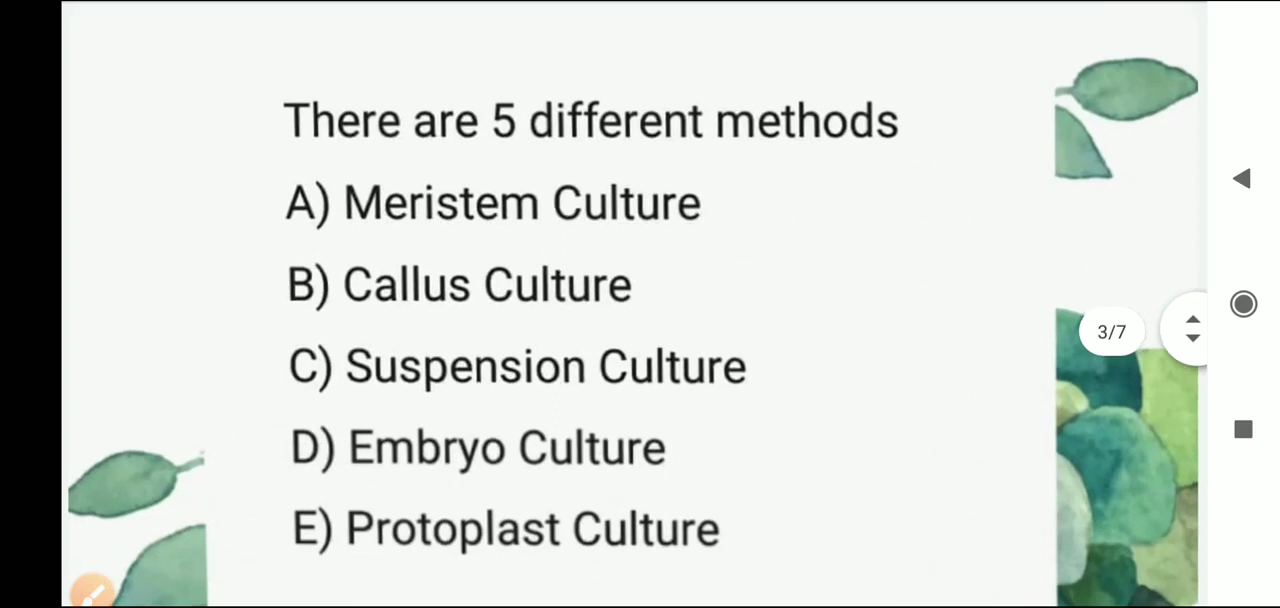 There are 5 different methods
A) Meristem Culture
B) Callus Culture
C) Suspension Culture
D) Embryo Culture
E) Protoplast Culture
3/7